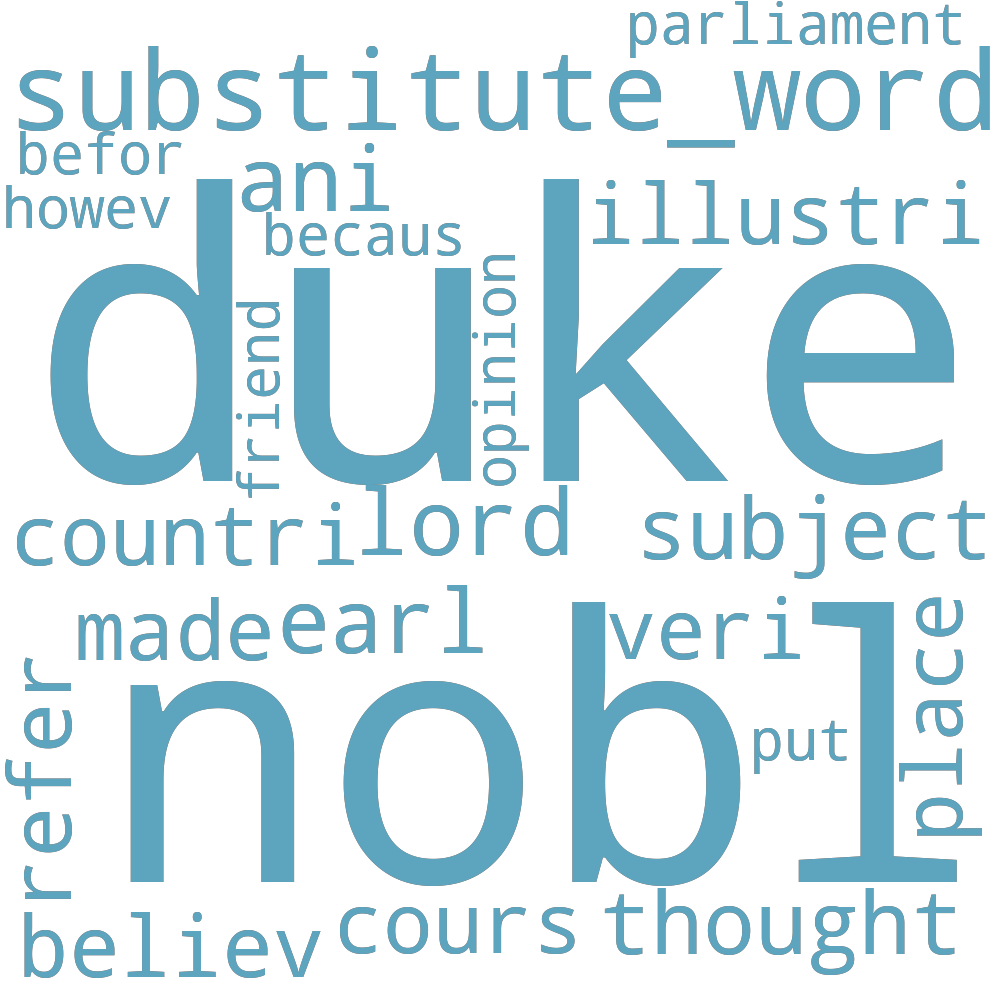 parliament
substitute_word
befor
ani
howev
illustri
becaus
duke
friend
opinion
countri
lord
subject
made
earl
veri
place
refer
nobl
put
believ
cours
thought